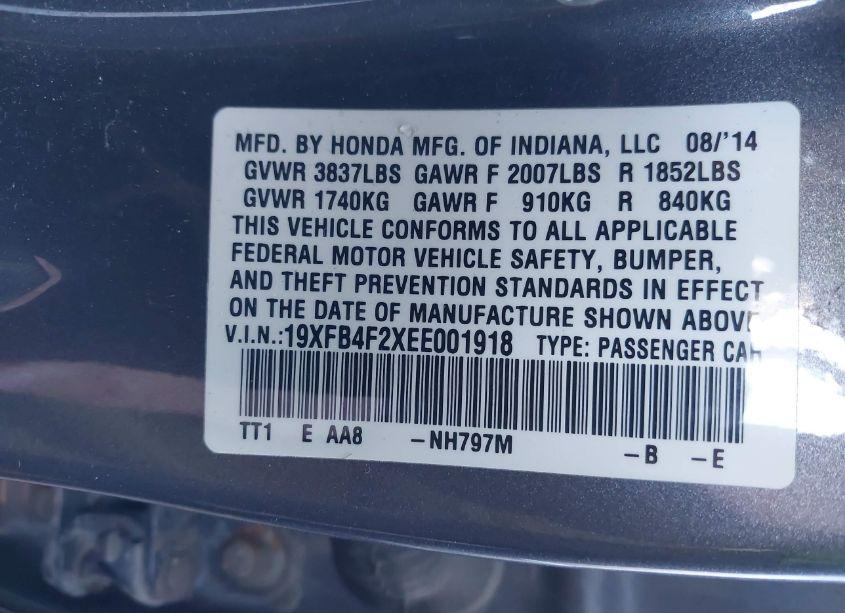 MFD. BY HONDA MFG. OF INDIANA, LLC 08/'14
GVWR 3837LBS GAWR F 2007LBS R 1852LBS
GVWR 1740KG GAWR F 910KG R 840KG
THIS VEHICLE CONFORMS TO ALL APPLICABLE
FEDERAL MOTOR VEHICLE SAFETY, BUMPER,
AND THEFT PREVENTION STANDARDS IN EFFECT
ON THE DATE OF MANUFACTURE SHOWN ABOVE
V.I.N.:19XFB4F2XEE001918 TYPE: PASSENGER CAR
TT1 E AA8 -NH797M -B -E